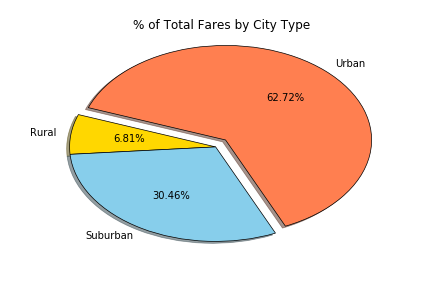 % of Total Fares by City Type
Urban
62.72%
Rural
6.81%
30.46%
Suburban